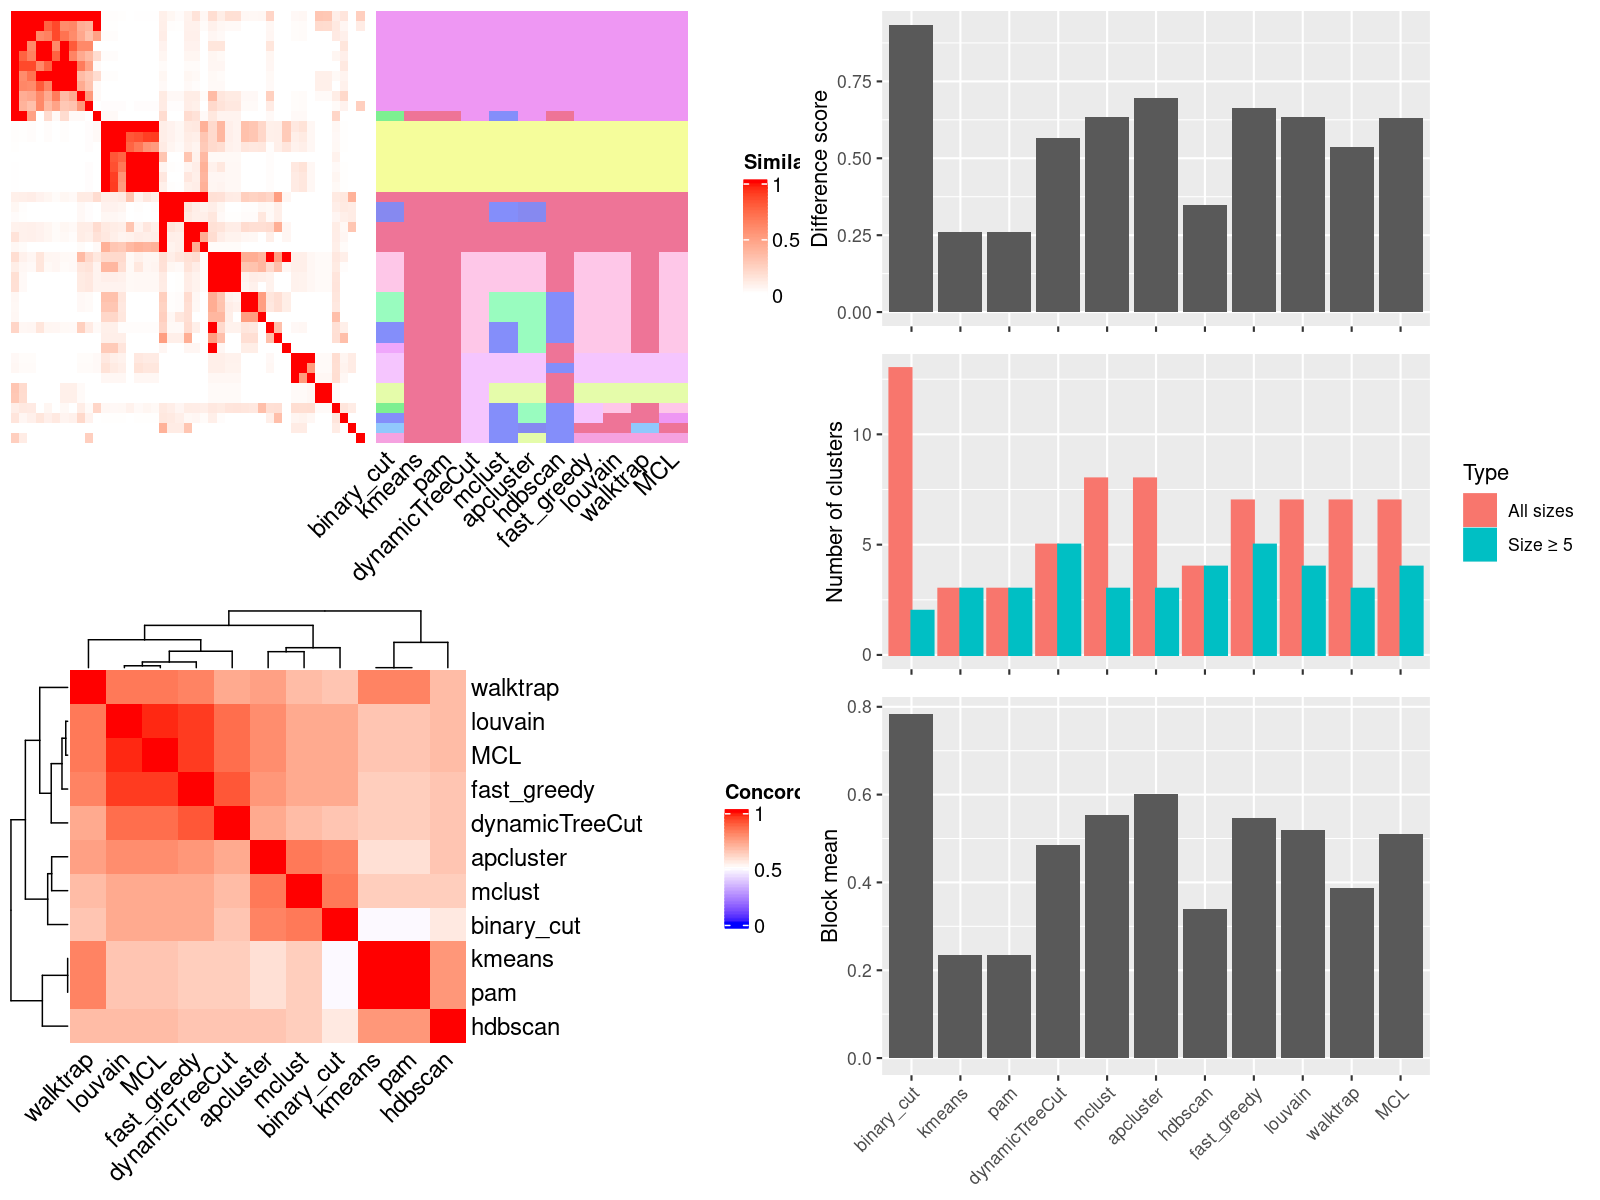 Simila
1
0.5
0
binary_cut
kmeans
pam
dynamicTreeCut
mclust
apcluster
hdbscan
fast_greedy
louvain
walktrap
MCL
Difference score
0.75
0.50
0.25
0.00
Number of clusters
10
5
0
Type
All sizes
Size ≥ 5
Block mean
0.8
0.6
0.4
0.2
0.0
binary_cut
kmeans
pam
dynamicTreeCut
mclust
apcluster
hdbscan
fast_greedy
louvain
walktrap
MCL
walktrap
louvain
MCL
fast_greedy
dynamicTreeCut
apcluster
mclust
binary_cut
kmeans
pam
hdbscan
Concord
1
0.5
0
walktrap
louvain
MCL
fast_greedy
dynamicTreeCut
apcluster
mclust
binary_cut
kmeans
pam
hdbscan